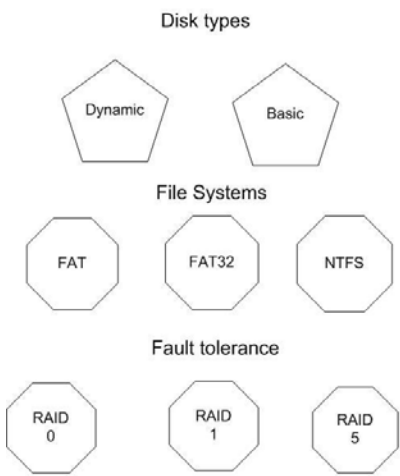 Disk types
Dynamic
Basic
File Systems
FAT
FAT32
NTFS
Fault tolerance
RAID
0
RAID
1
RAID
5